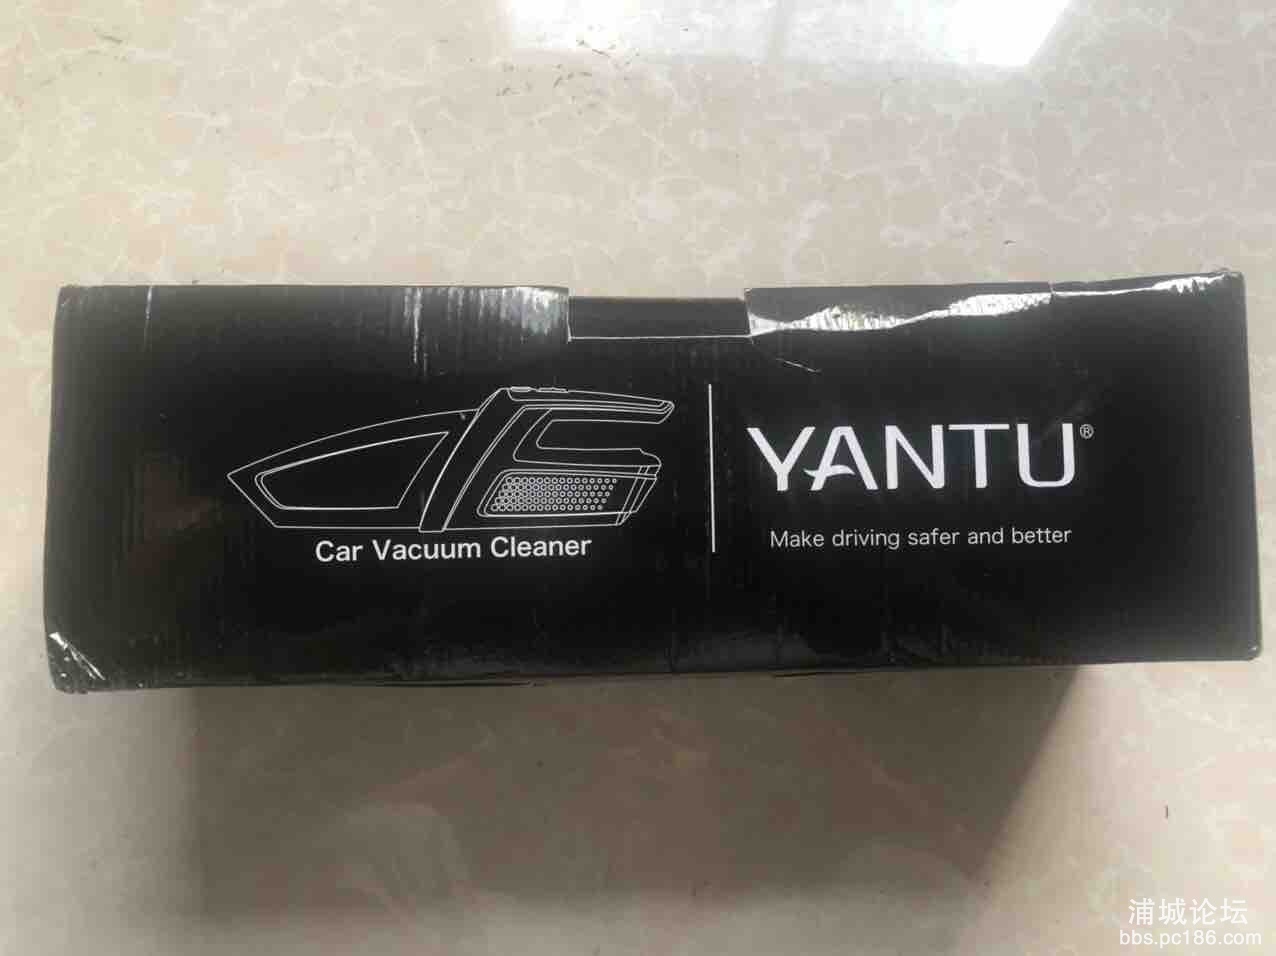 Car Vacuum Cleaner
YANTU®
Make driving safer and better
浦城论坛
bbs.pc186.com